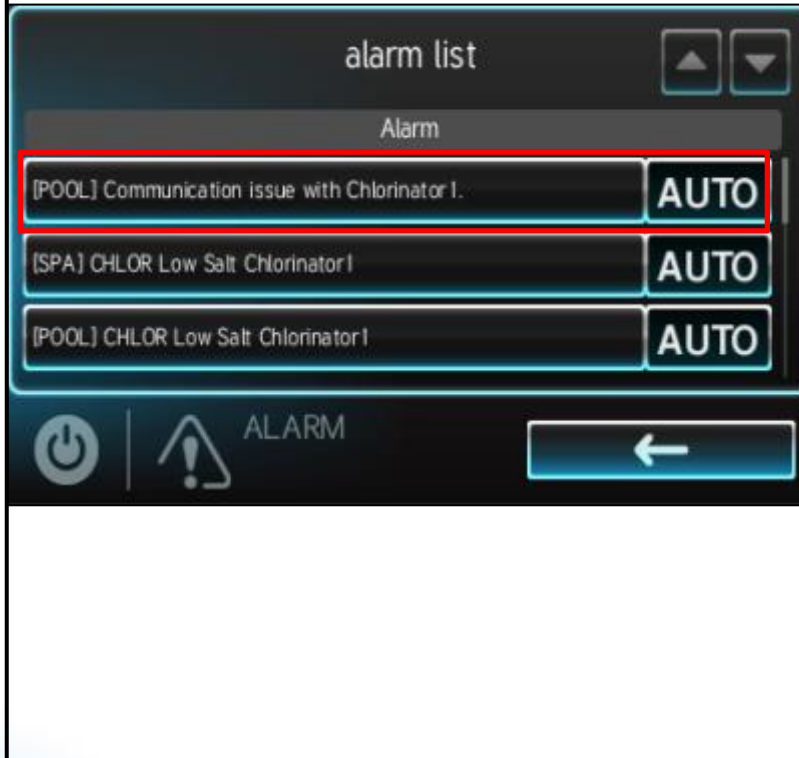 alarm list
Alarm
[POOL] Communication issue with Chlorinator1. AUTO
[SPA] CHLOR Low Salt Chlorinator1 AUTO
[POOL] CHLOR Low Salt Chlorinator1 AUTO
ALARM